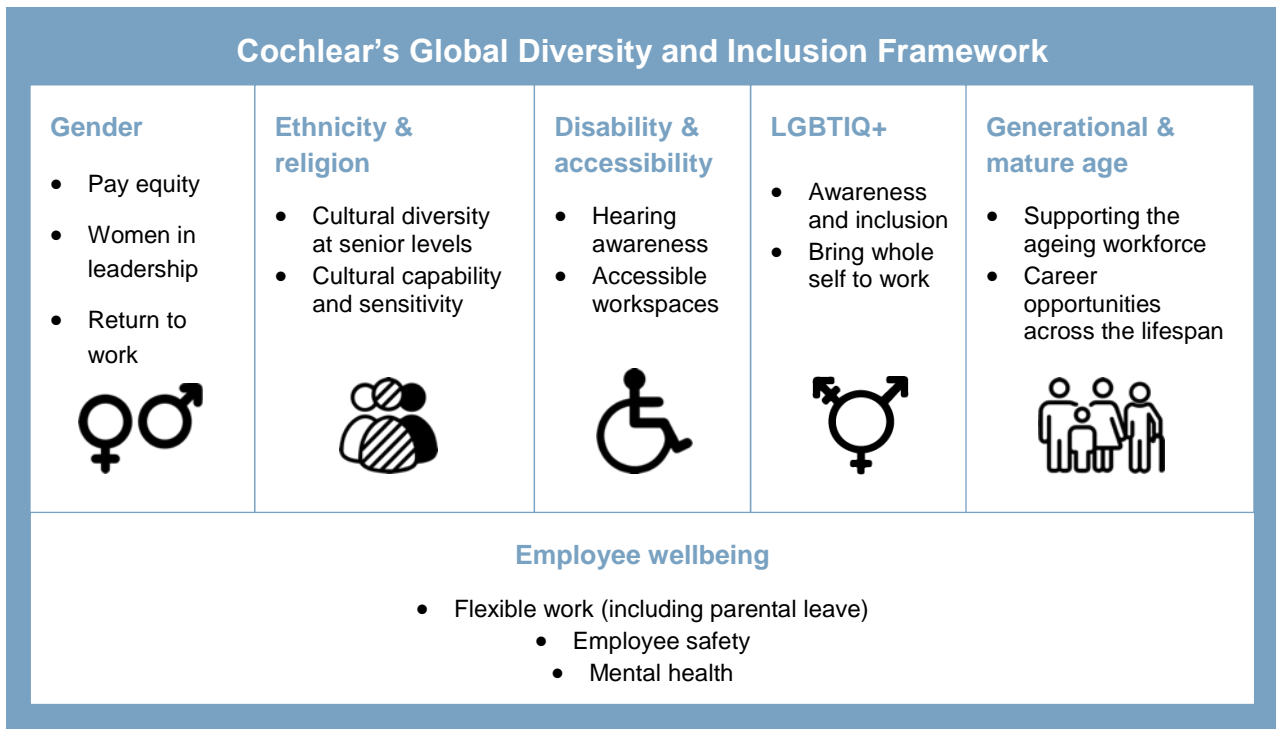 Cochlear's Global Diversity and Inclusion Framework
Gender
• Pay equity
• Women in
leadership
• Return to
work
Ethnicity &
religion
• Cultural diversity
at senior levels
• Cultural capability
and sensitivity
Disability &
accessibility
• Hearing
awareness
• Accessible
workspaces
LGBTIQ+
• Awareness
and inclusion
• Bring whole
self to work
Generational &
mature age
• Supporting the
ageing workforce
• Career
opportunities
across the lifespan
Employee wellbeing
• Flexible work (including parental leave)
• Employee safety
• Mental health